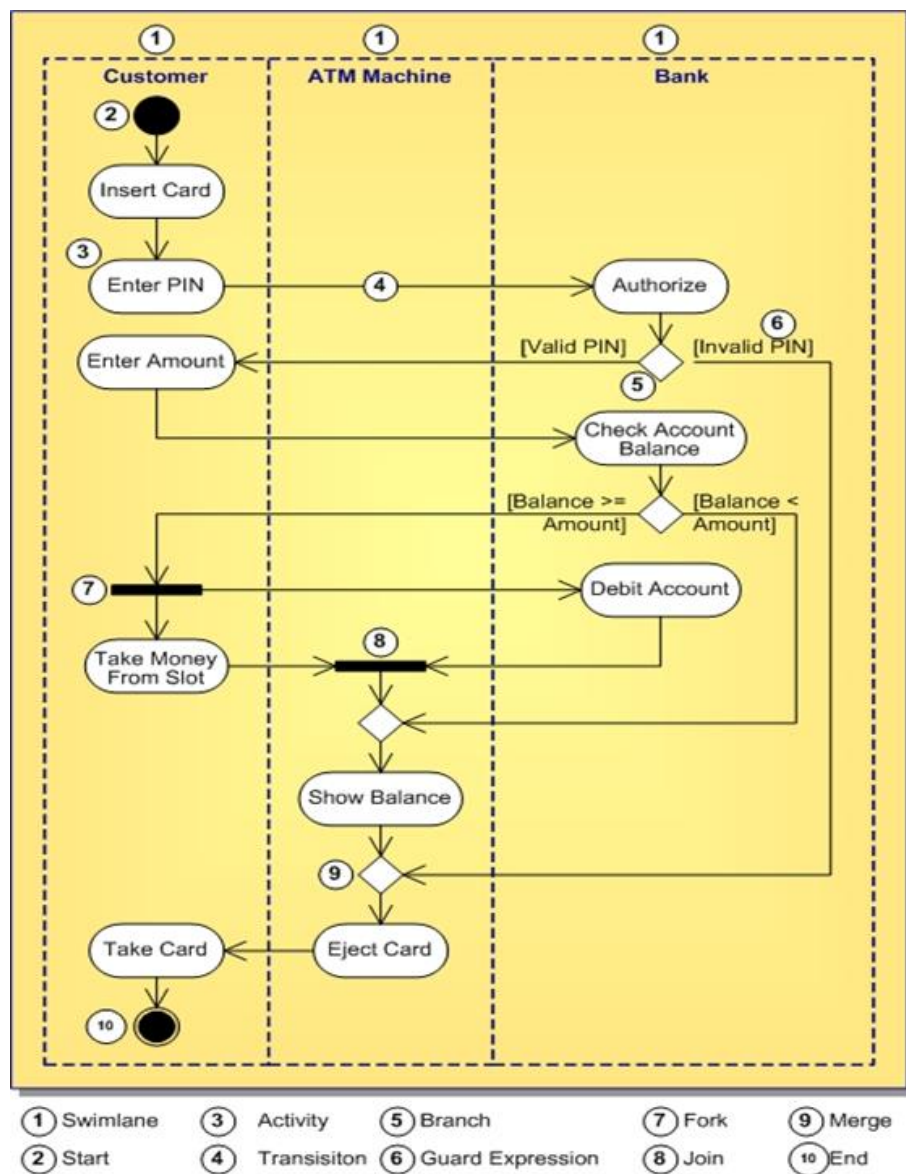 1 1 1
Customer ATM Machine Bank
2
Insert Card
3
Enter PIN 4 Authorize
6
Enter Amount [Valid PIN] [Invalid PIN]
5
Check Account
Balance
[Balance >= [Balance <
Amount] Amount]
7 Debit Account
8
Take Money
From Slot
Show Balance
9
Take Card Eject Card
10
1 Swimlane 3 Activity 5 Branch 7 Fork 9 Merge
2 Start 4 Transisiton 6 Guard Expression 8 Join 10 End